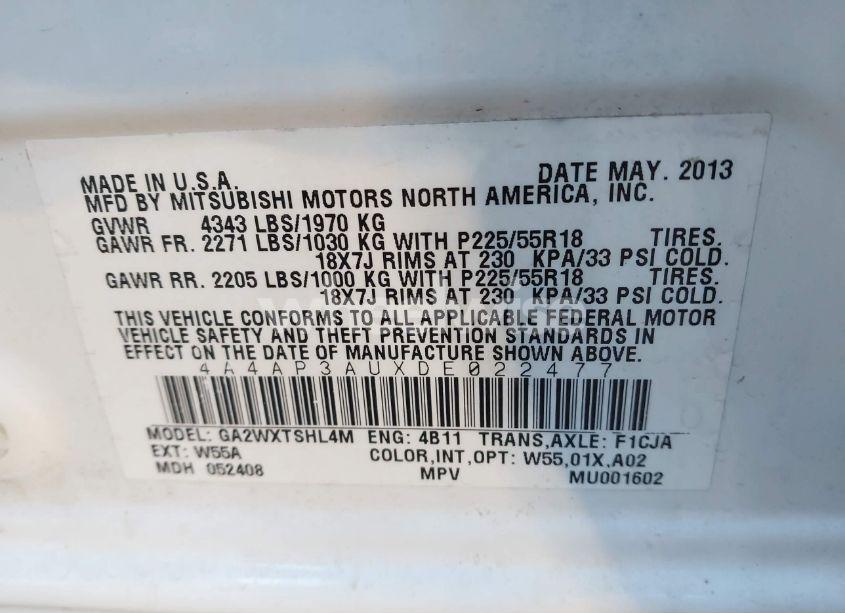 MADE IN U.S.A. DATE MAY. 2013
MFD BY MITSUBISHI MOTORS NORTH AMERICA, INC.
GVWR 4343 LBS/1970 KG
GAWR FR. 2271 LBS/1030 KG WITH P225/55R18 TIRES.
18X7J RIMS AT 230 KPA/33 PSI COLD.
GAWR RR. 2205 LBS/1000 KG WITH P225/55R18 TIRES.
18X7J RIMS AT 230 KPA/33 PSI COLD.
THIS VEHICLE CONFORMS TO ALL APPLICABLE FEDERAL MOTOR
VEHICLE SAFETY AND THEFT PREVENTION STANDARDS IN
EFFECT ON THE DATE OF MANUFACTURE SHOWN ABOVE.
4A4AP3AUXDE022477
MODEL: GA2WXTSHL4M ENG: 4B11 TRANS,AXLE: F1CJA
EXT: W55A COLOR,INT,OPT: W55,01X,A02
MDH 052408 MPV MU001602